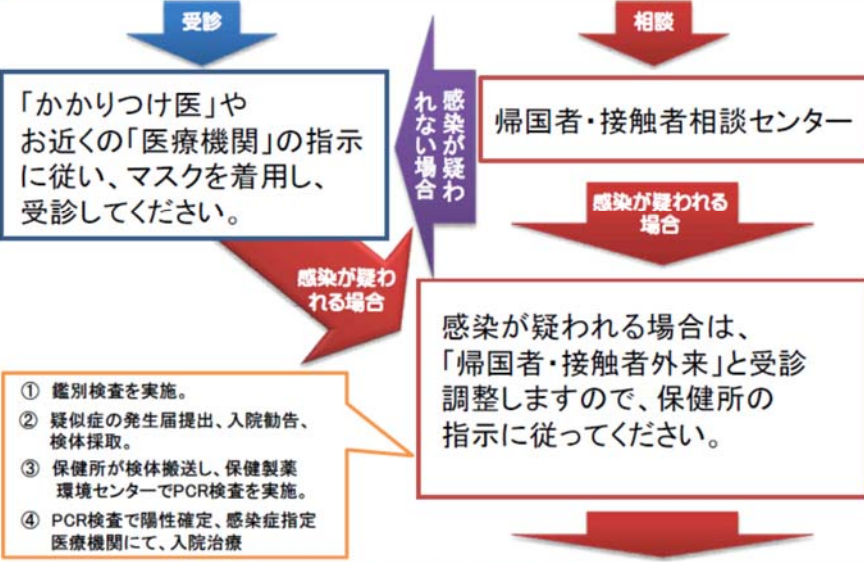 受診
相談
「かかりつけ医」や
お近くの「医療機関」の指示
に従い、マスクを着用し、
受診してください。
感染が疑わ
れない場合
帰国者・接触者相談センター
感染が疑われる
場合
感染が疑わ
れる場合
感染が疑われる場合は、
「帰国者・接触者外来」と受診
調整しますので、保健所の
指示に従ってください。
① 鑑別検査を実施。
② 疑似症の発生届提出、入院勧告、
検体採取。
③ 保健所が検体搬送し、保健製薬
環境センターでPCR検査を実施。
④ PCR検査で陽性確定、感染症指定
医療機関にて、入院治療